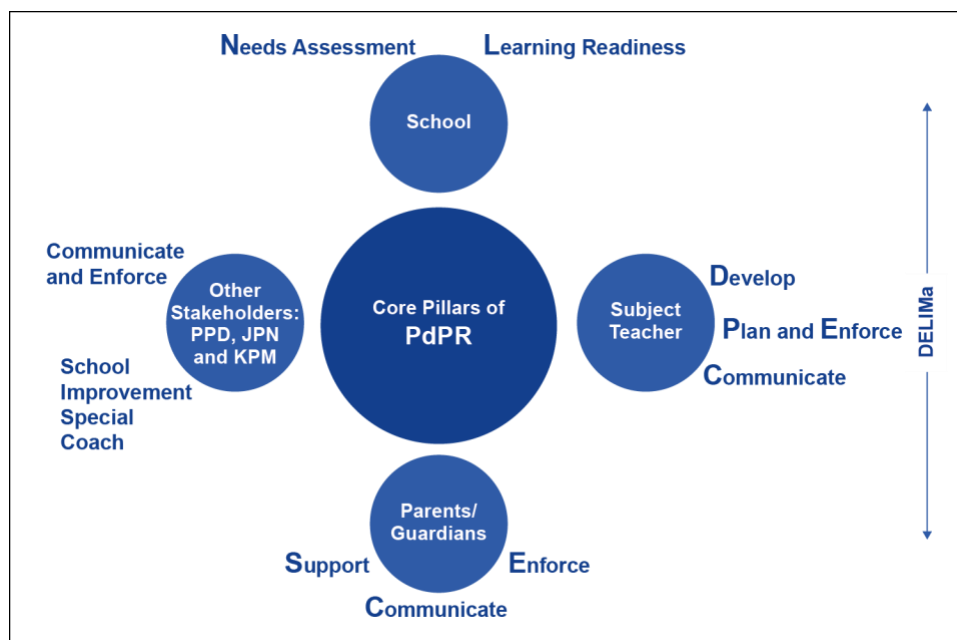 Needs Assessment
Learning Readiness
School
Communicate
and Enforce
Other
Stakeholders:
PPD, JPN
and KPM
School
Improvement
Special
Coach
Core Pillars of
PdPR
Subject
Teacher
Develop
Plan and Enforce
Communicate
DELIMa
Parents/
Guardians
Support
Enforce
Communicate